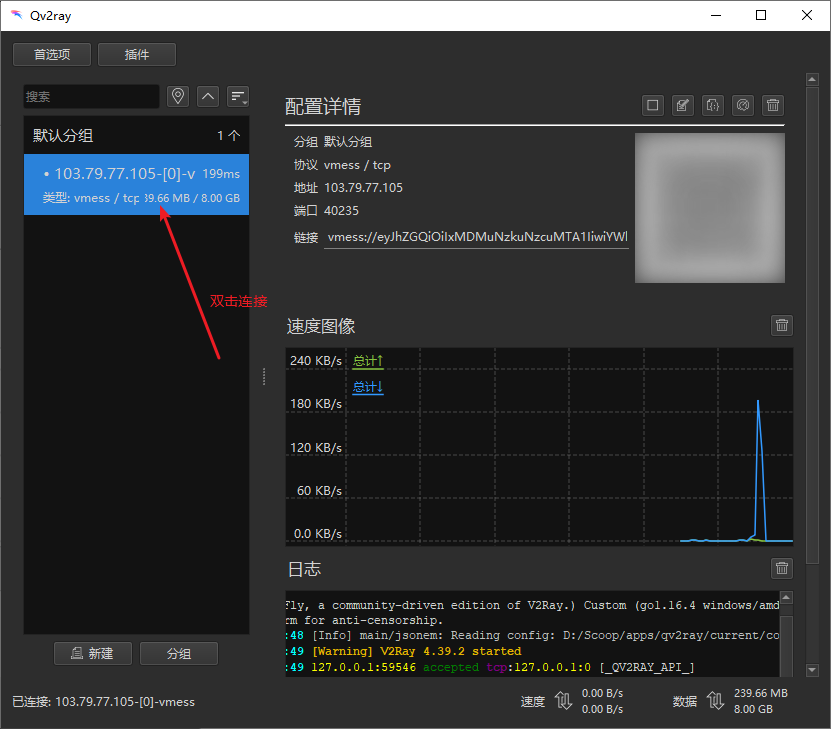 Qv2ray
首选项 插件
搜索
默认分组 1 个
• 103.79.77.105-[0]-v 199ms
类型: vmess / tcp 39.66 MB / 8.00 GB
双击连接
新建 分组
配置详情
分组 默认分组
协议 vmess / tcp
地址 103.79.77.105
端口 40235
链接 vmess://eyJhZGQiOiIxMDMuNzkuNzcuMTA1IiwiYWl
速度图像
240 KB/s 总计↑
总计↓
180 KB/s
120 KB/s
60 KB/s
0.0 KB/s
日志
Fly, a community-driven edition of V2Ray.) Custom (go1.16.4 windows/amd
rm for anti-censorship.
:48 [Info] main/jsonem: Reading config: D:/Scoop/apps/qv2ray/current/co
:49 [Warning] V2Ray 4.39.2 started
:49 127.0.0.1:59546 accepted tcp:127.0.0.1:0 [_QV2RAY_API_]
已连接: 103.79.77.105-[0]-vmess
速度 0.00 B/s
0.00 B/s
数据 239.66 MB
8.00 GB